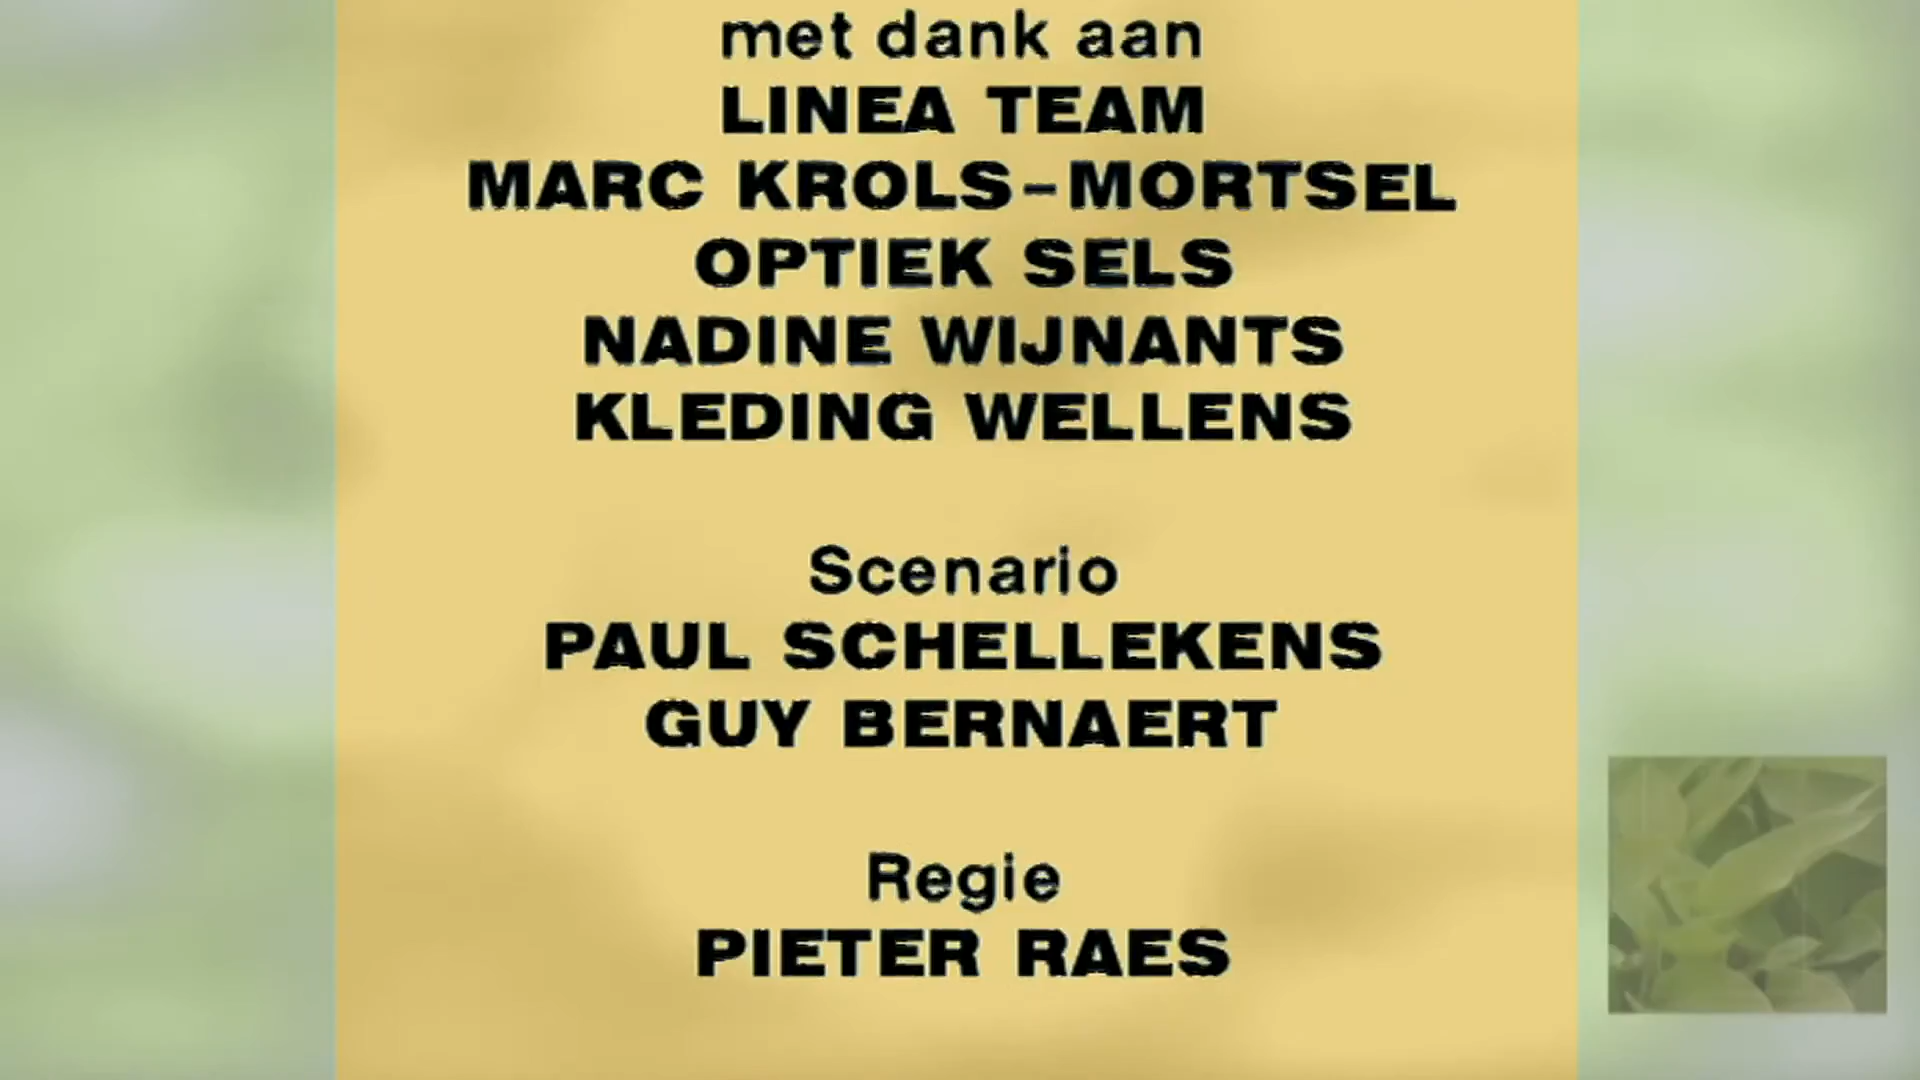 met dank aan
LINEA TEAM
MARC KROLS-MORTSEL
OPTIEK SELS
NADINE WIJNANTS
KLEDING WELLENS
Scenario
PAUL SCHELLEKENS
GUY BERNAERT
Regie
PIETER RAES